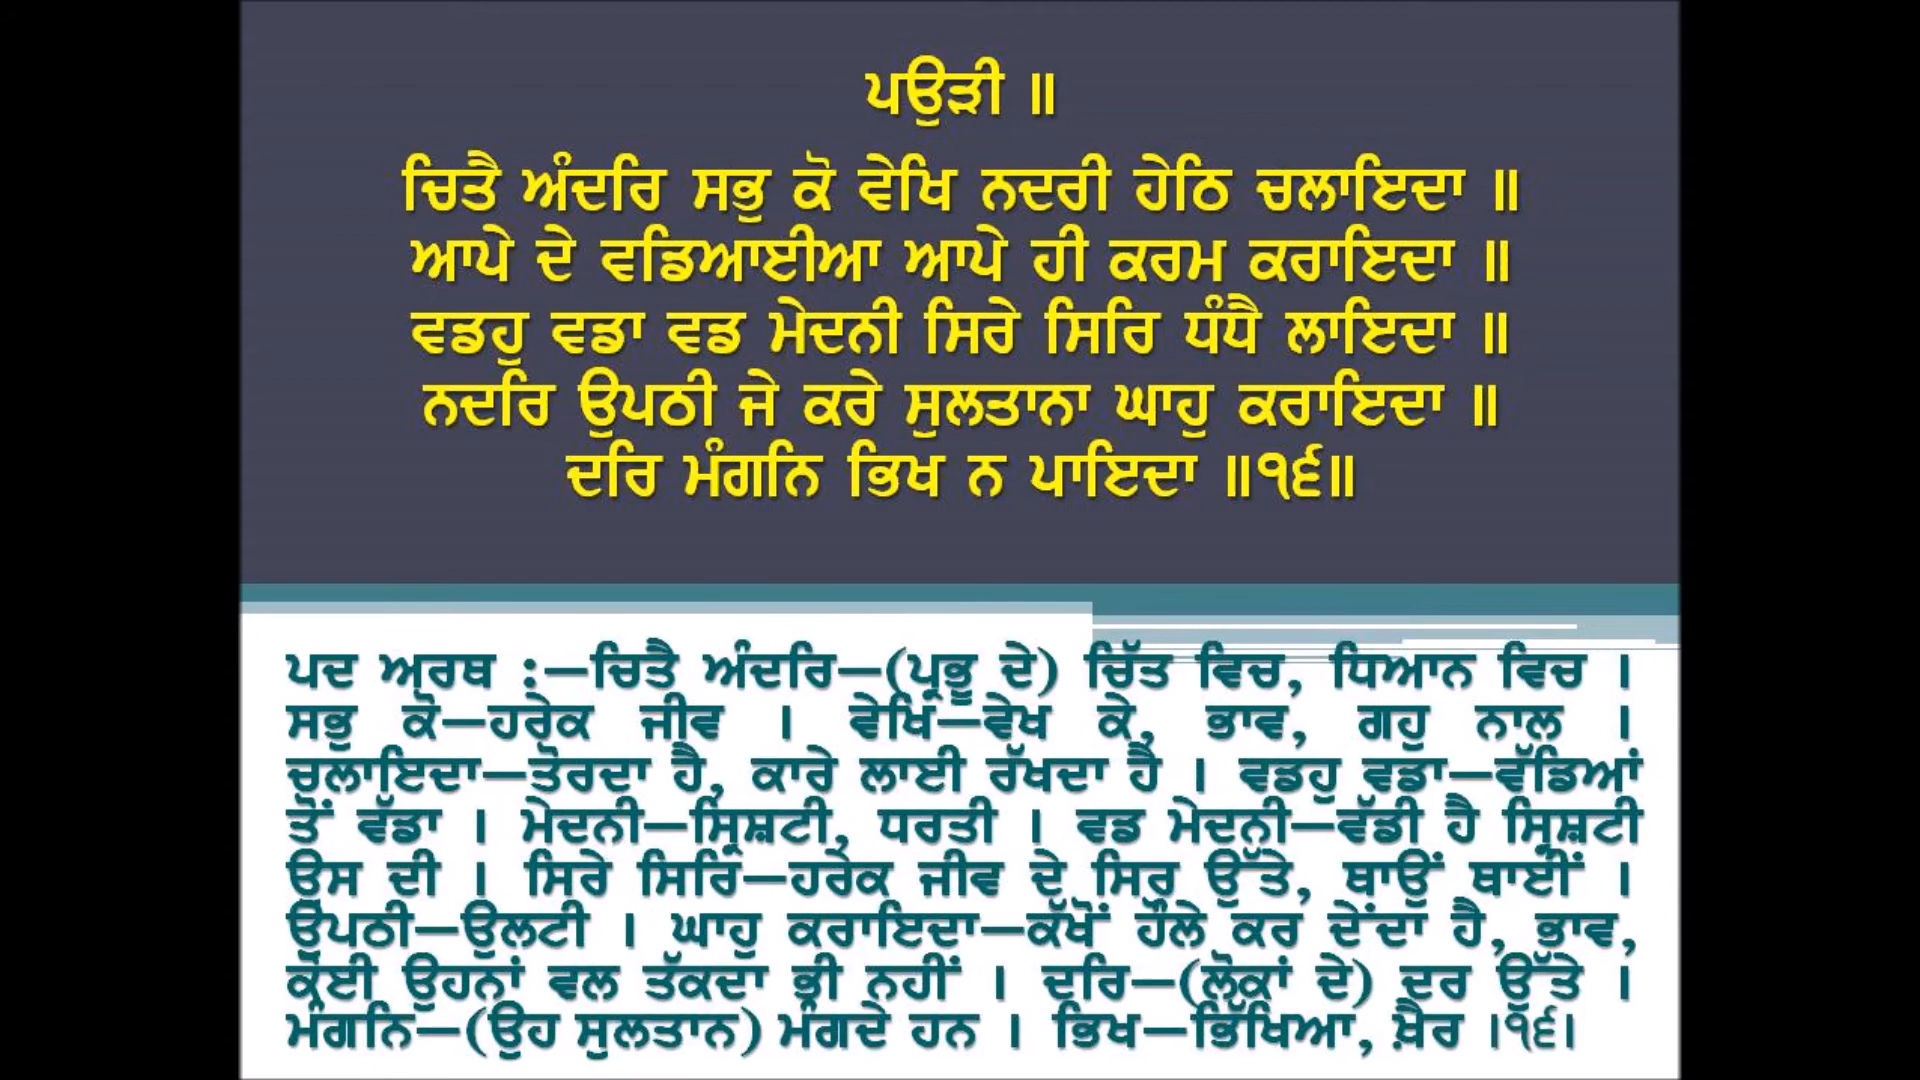 ਪਉੜੀ ॥
ਚਿਤੈ ਅੰਦਰਿ ਸਭੁ ਕੋ ਵੇਖਿ ਨਦਰੀ ਹੇਠਿ ਚਲਾਇਦਾ ॥
ਆਪੇ ਦੇ ਵਡਿਆਈਆ ਆਪੇ ਹੀ ਕਰਮ ਕਰਾਇਦਾ ॥
ਵਡਹੁ ਵਡਾ ਵਡ ਮੇਦਨੀ ਸਿਰੇ ਸਿਰਿ ਧੰਧੈ ਲਾਇਦਾ ॥
ਨਦਰਿ ਉਪਠੀ ਜੇ ਕਰੇ ਸੁਲਤਾਨਾ ਘਾਹੁ ਕਰਾਇਦਾ ॥
ਦਰਿ ਮੰਗਨਿ ਭਿਖ ਨ ਪਾਇਦਾ ॥੧੬॥
ਪਦ ਅਰਥ :—ਚਿਤੈ ਅੰਦਰਿ—(ਪ੍ਰਭੂ ਦੇ) ਚਿੱਤ ਵਿਚ, ਧਿਆਨ ਵਿਚ ।
ਸਭੁ ਕੋ—ਹਰੇਕ ਜੀਵ । ਵੇਖਿ—ਵੇਖ ਕੇ, ਭਾਵ, ਗਹੁ ਨਾਲ ।
ਚਲਾਇਦਾ—ਤੋਰਦਾ ਹੈ, ਕਾਰੇ ਲਾਈ ਰੱਖਦਾ ਹੈ । ਵਡਹੁ ਵਡਾ—ਵੱਡਿਆਂ
ਤੋਂ ਵੱਡਾ । ਮੇਦਨੀ—ਸ੍ਰਿਸ਼ਟੀ, ਧਰਤੀ । ਵਡ ਮੇਦਨੀ—ਵੱਡੀ ਹੈ ਸ੍ਰਿਸ਼ਟੀ
ਉਸ ਦੀ । ਸਿਰੇ ਸਿਰਿ—ਹਰੇਕ ਜੀਵ ਦੇ ਸਿਰ ਉੱਤੇ, ਥਾਉਂ ਥਾਈਂ ।
ਉਪਠੀ—ਉਲਟੀ । ਘਾਹੁ ਕਰਾਇਦਾ—ਕੱਖੋਂ ਹੌਲੇ ਕਰ ਦੇਂਦਾ ਹੈ, ਭਾਵ,
ਕੋਈ ਉਹਨਾਂ ਵਲ ਤੱਕਦਾ ਭੀ ਨਹੀਂ । ਦਰਿ—(ਲੋਕਾਂ ਦੇ) ਦਰ ਉੱਤੇ ।
ਮੰਗਨਿ—(ਉਹ ਸੁਲਤਾਨ) ਮੰਗਦੇ ਹਨ । ਭਿਖ—ਭਿੱਖਿਆ, ਖ਼ੈਰ ।੧੬।